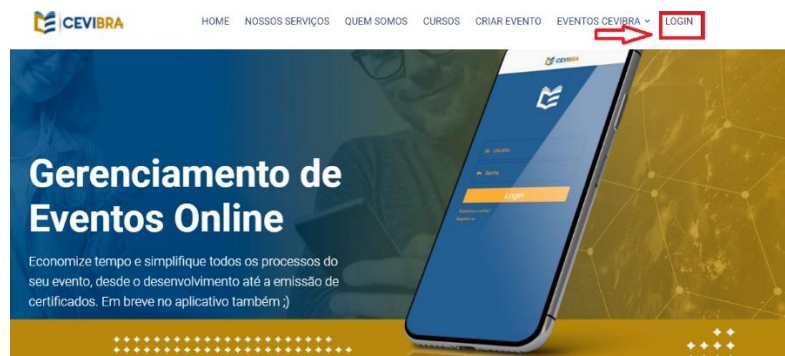 CEVIBRA
HOME NOSSOS SERVIÇOS QUEM SOMOS CURSOS CRIAR EVENTO EVENTOS CEVIBRA LOGIN
CEVIBRA
Usuário
Senha
Login
Gerenciamento de
Eventos Online
Economize tempo e simplifique todos os processos do
seu evento, desde o desenvolvimento até a emissão de
certificados. Em breve no aplicativo também ;)